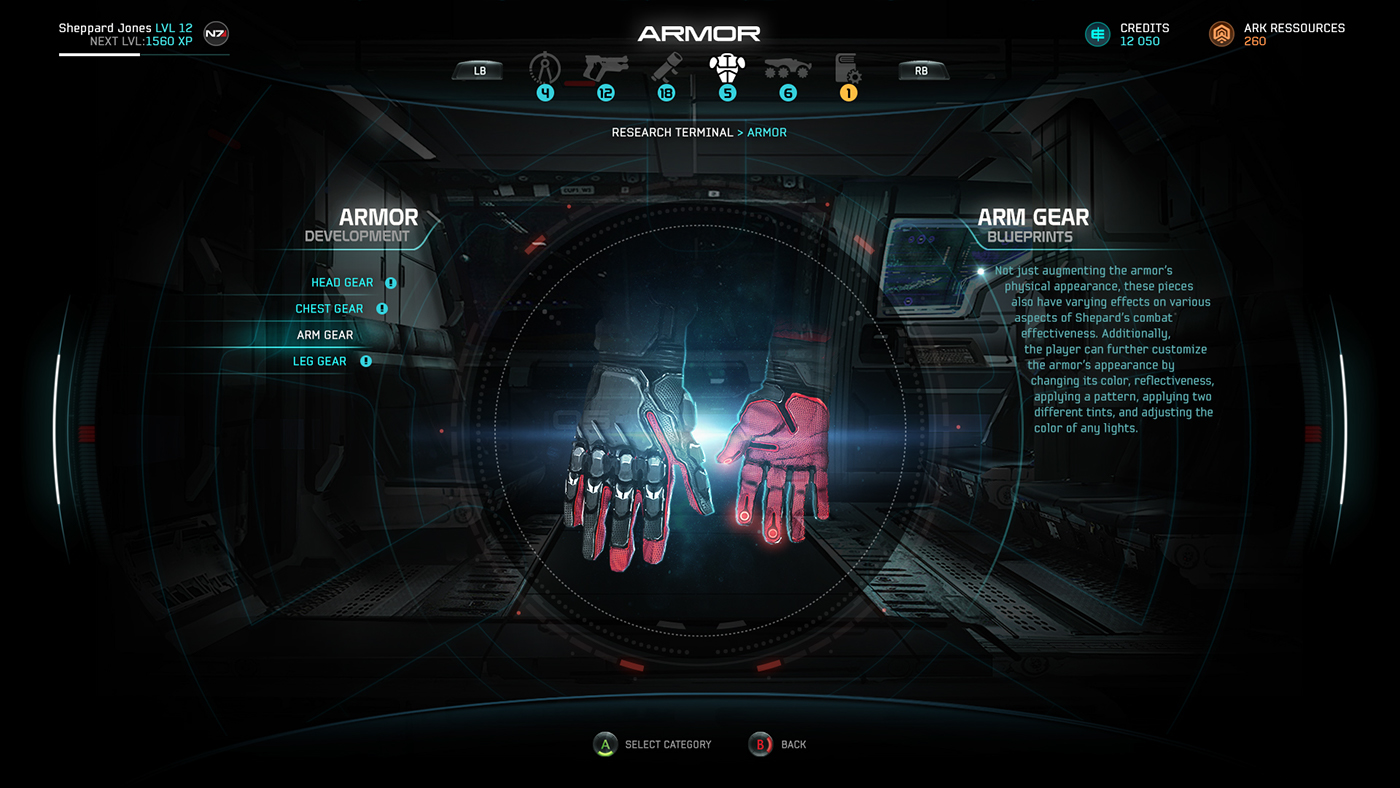 Sheppard Jones LVL 12
NEXT LVL:1560 XP
N7
ARMOR
CREDITS
12 050
ARK RESSOURCES
260
LB
RB
4
12
18
5
6
1
RESEARCH TERMINAL > ARMOR
ARMOR
DEVELOPMENT
HEAD GEAR !
CHEST GEAR !
ARM GEAR
LEG GEAR !
ARM GEAR
BLUEPRINTS
Not just augmenting the armor's
physical appearance, these pieces
also have varying effects on various
aspects of Shepard's combat
effectiveness. Additionally,
the player can further customize
the armor's appearance by
changing its color, reflectiveness,
applying a pattern, applying two
different tints, and adjusting the
color of any lights.
A SELECT CATEGORY
B BACK